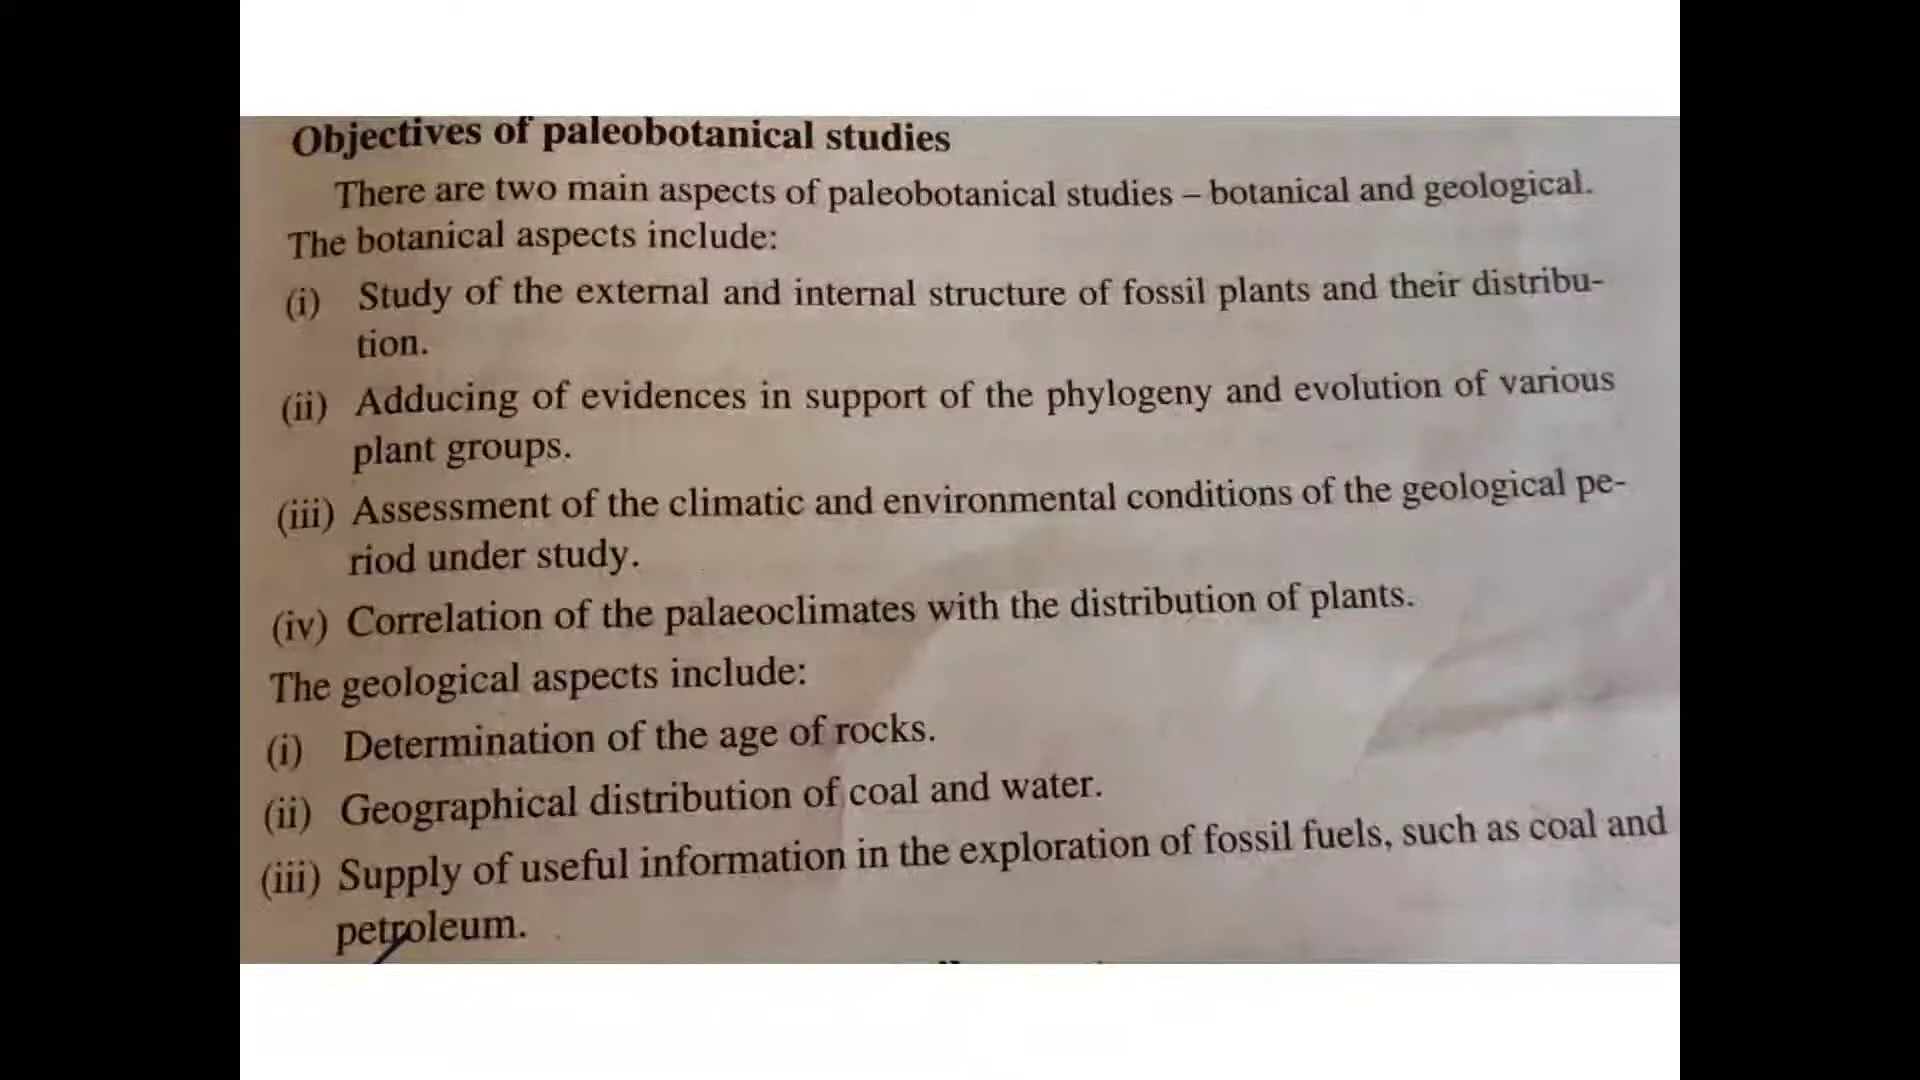 Objectives of paleobotanical studies
There are two main aspects of paleobotanical studies – botanical and geological.
The botanical aspects include:
(i) Study of the external and internal structure of fossil plants and their distribu-
tion.
(ii) Adducing of evidences in support of the phylogeny and evolution of various
plant groups.
(iii) Assessment of the climatic and environmental conditions of the geological pe-
riod under study.
(iv) Correlation of the palaeoclimates with the distribution of plants.
The geological aspects include:
(i) Determination of the age of rocks.
(ii) Geographical distribution of coal and water.
(iii) Supply of useful information in the exploration of fossil fuels, such as coal and
petroleum.